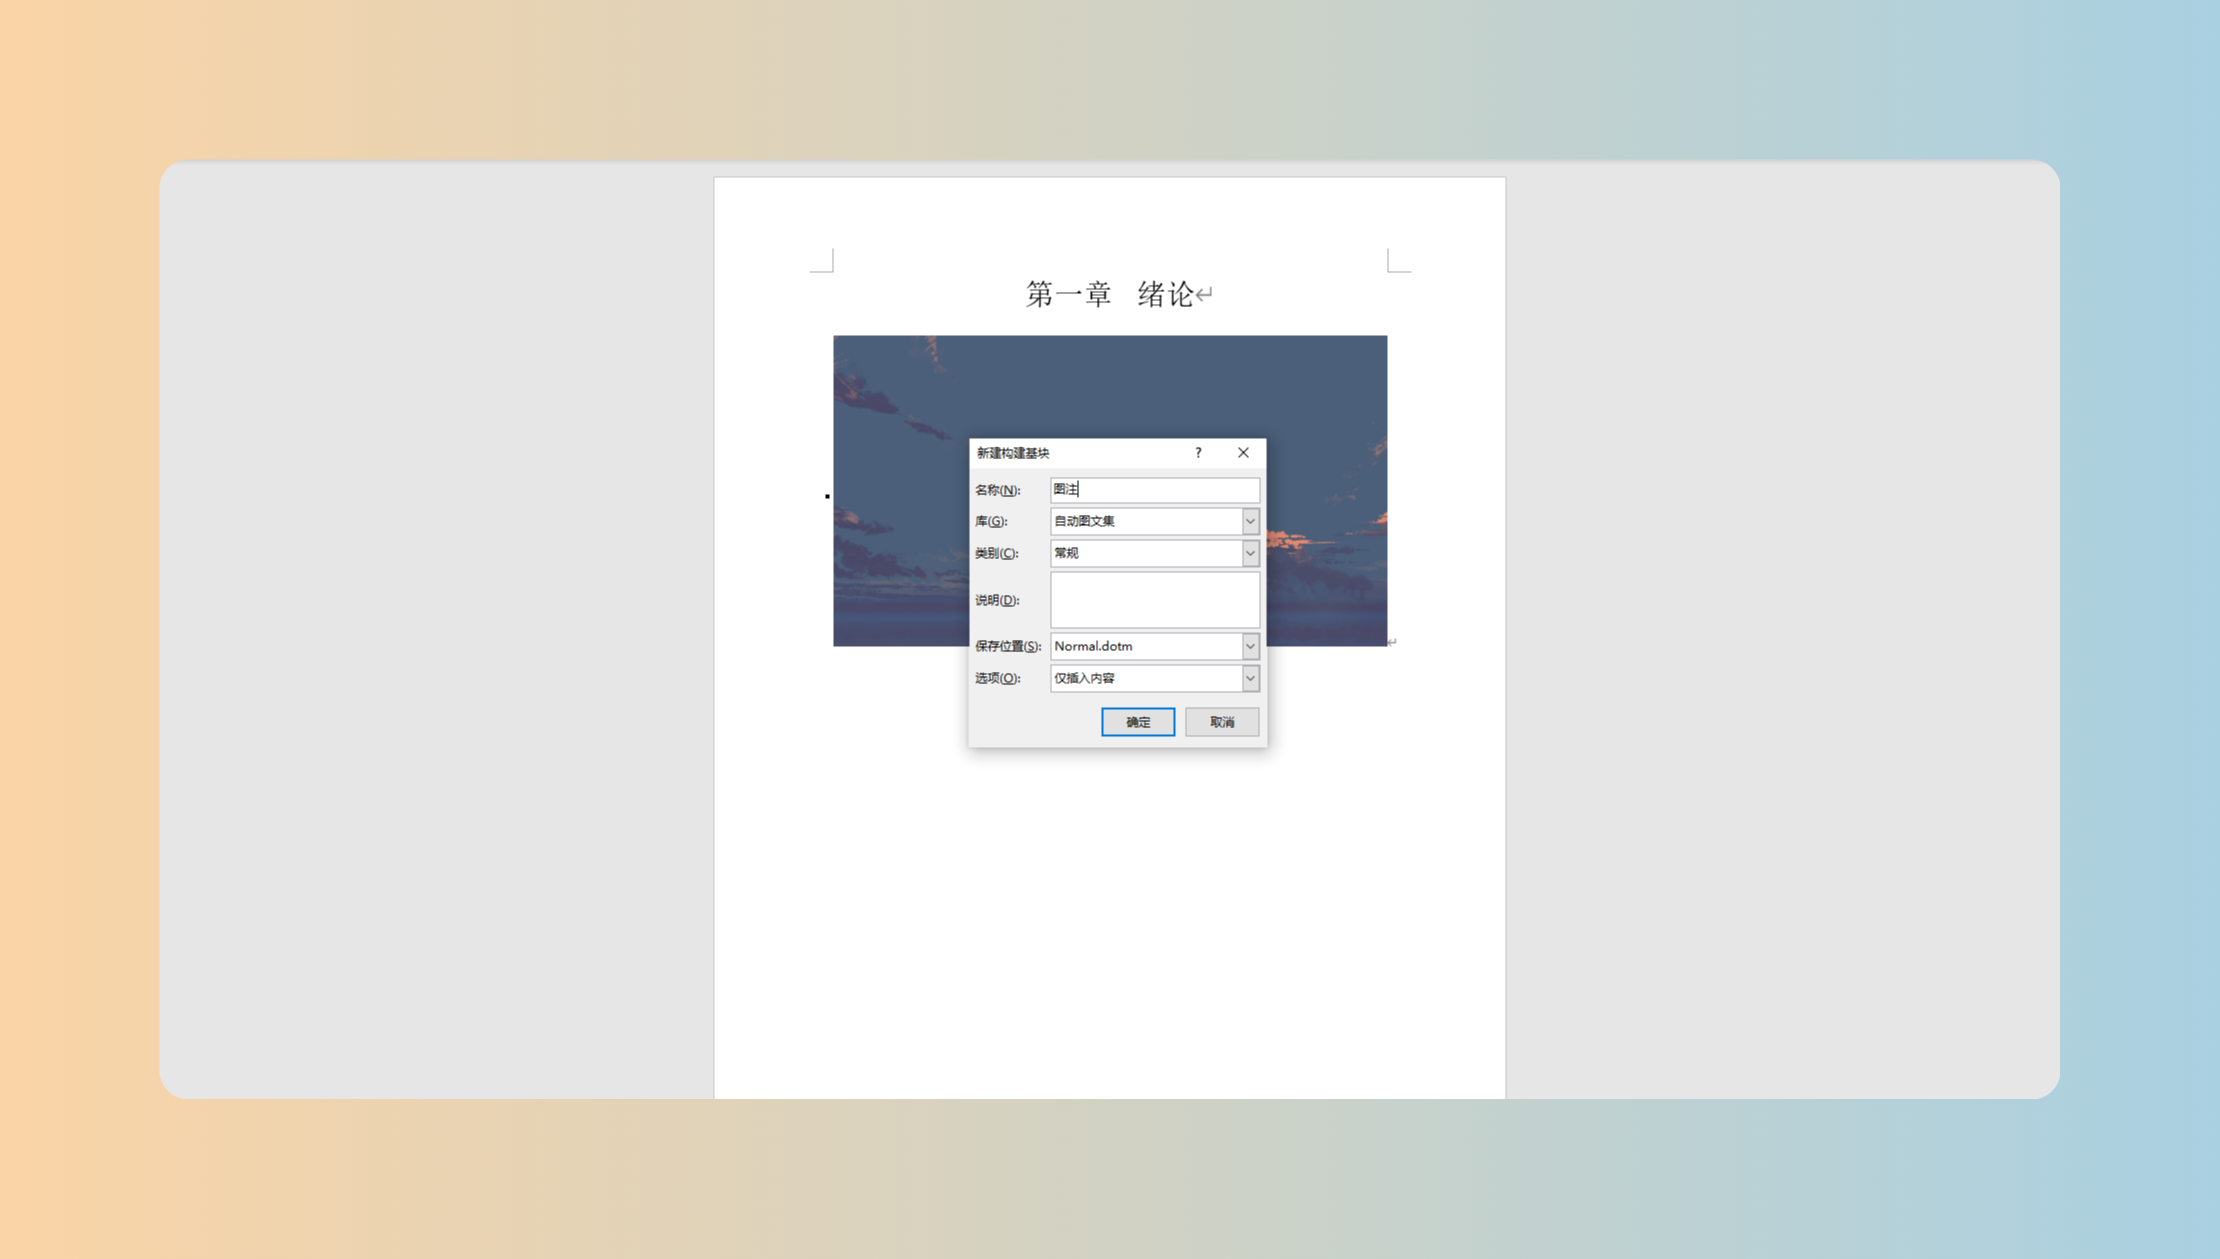 第一章 绪论↵
新建构建基块 ?
名称(N): 图注
库(G): 自动图文集
类别(C): 常规
说明(D):
保存位置(S): Normal.dotm
选项(O): 仅插入内容
确定 取消